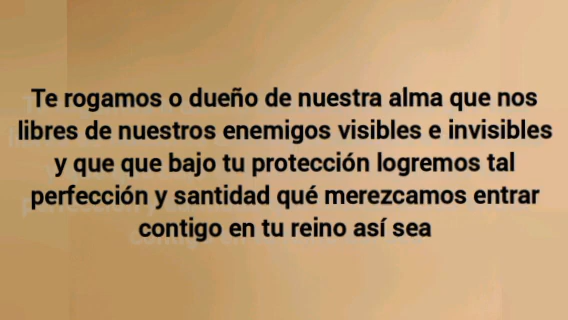 Te rogamos o dueño de nuestra alma que nos
libres de nuestros enemigos visibles e invisibles
y que que bajo tu protección logremos tal
perfección y santidad qué merezcamos entrar
contigo en tu reino así sea